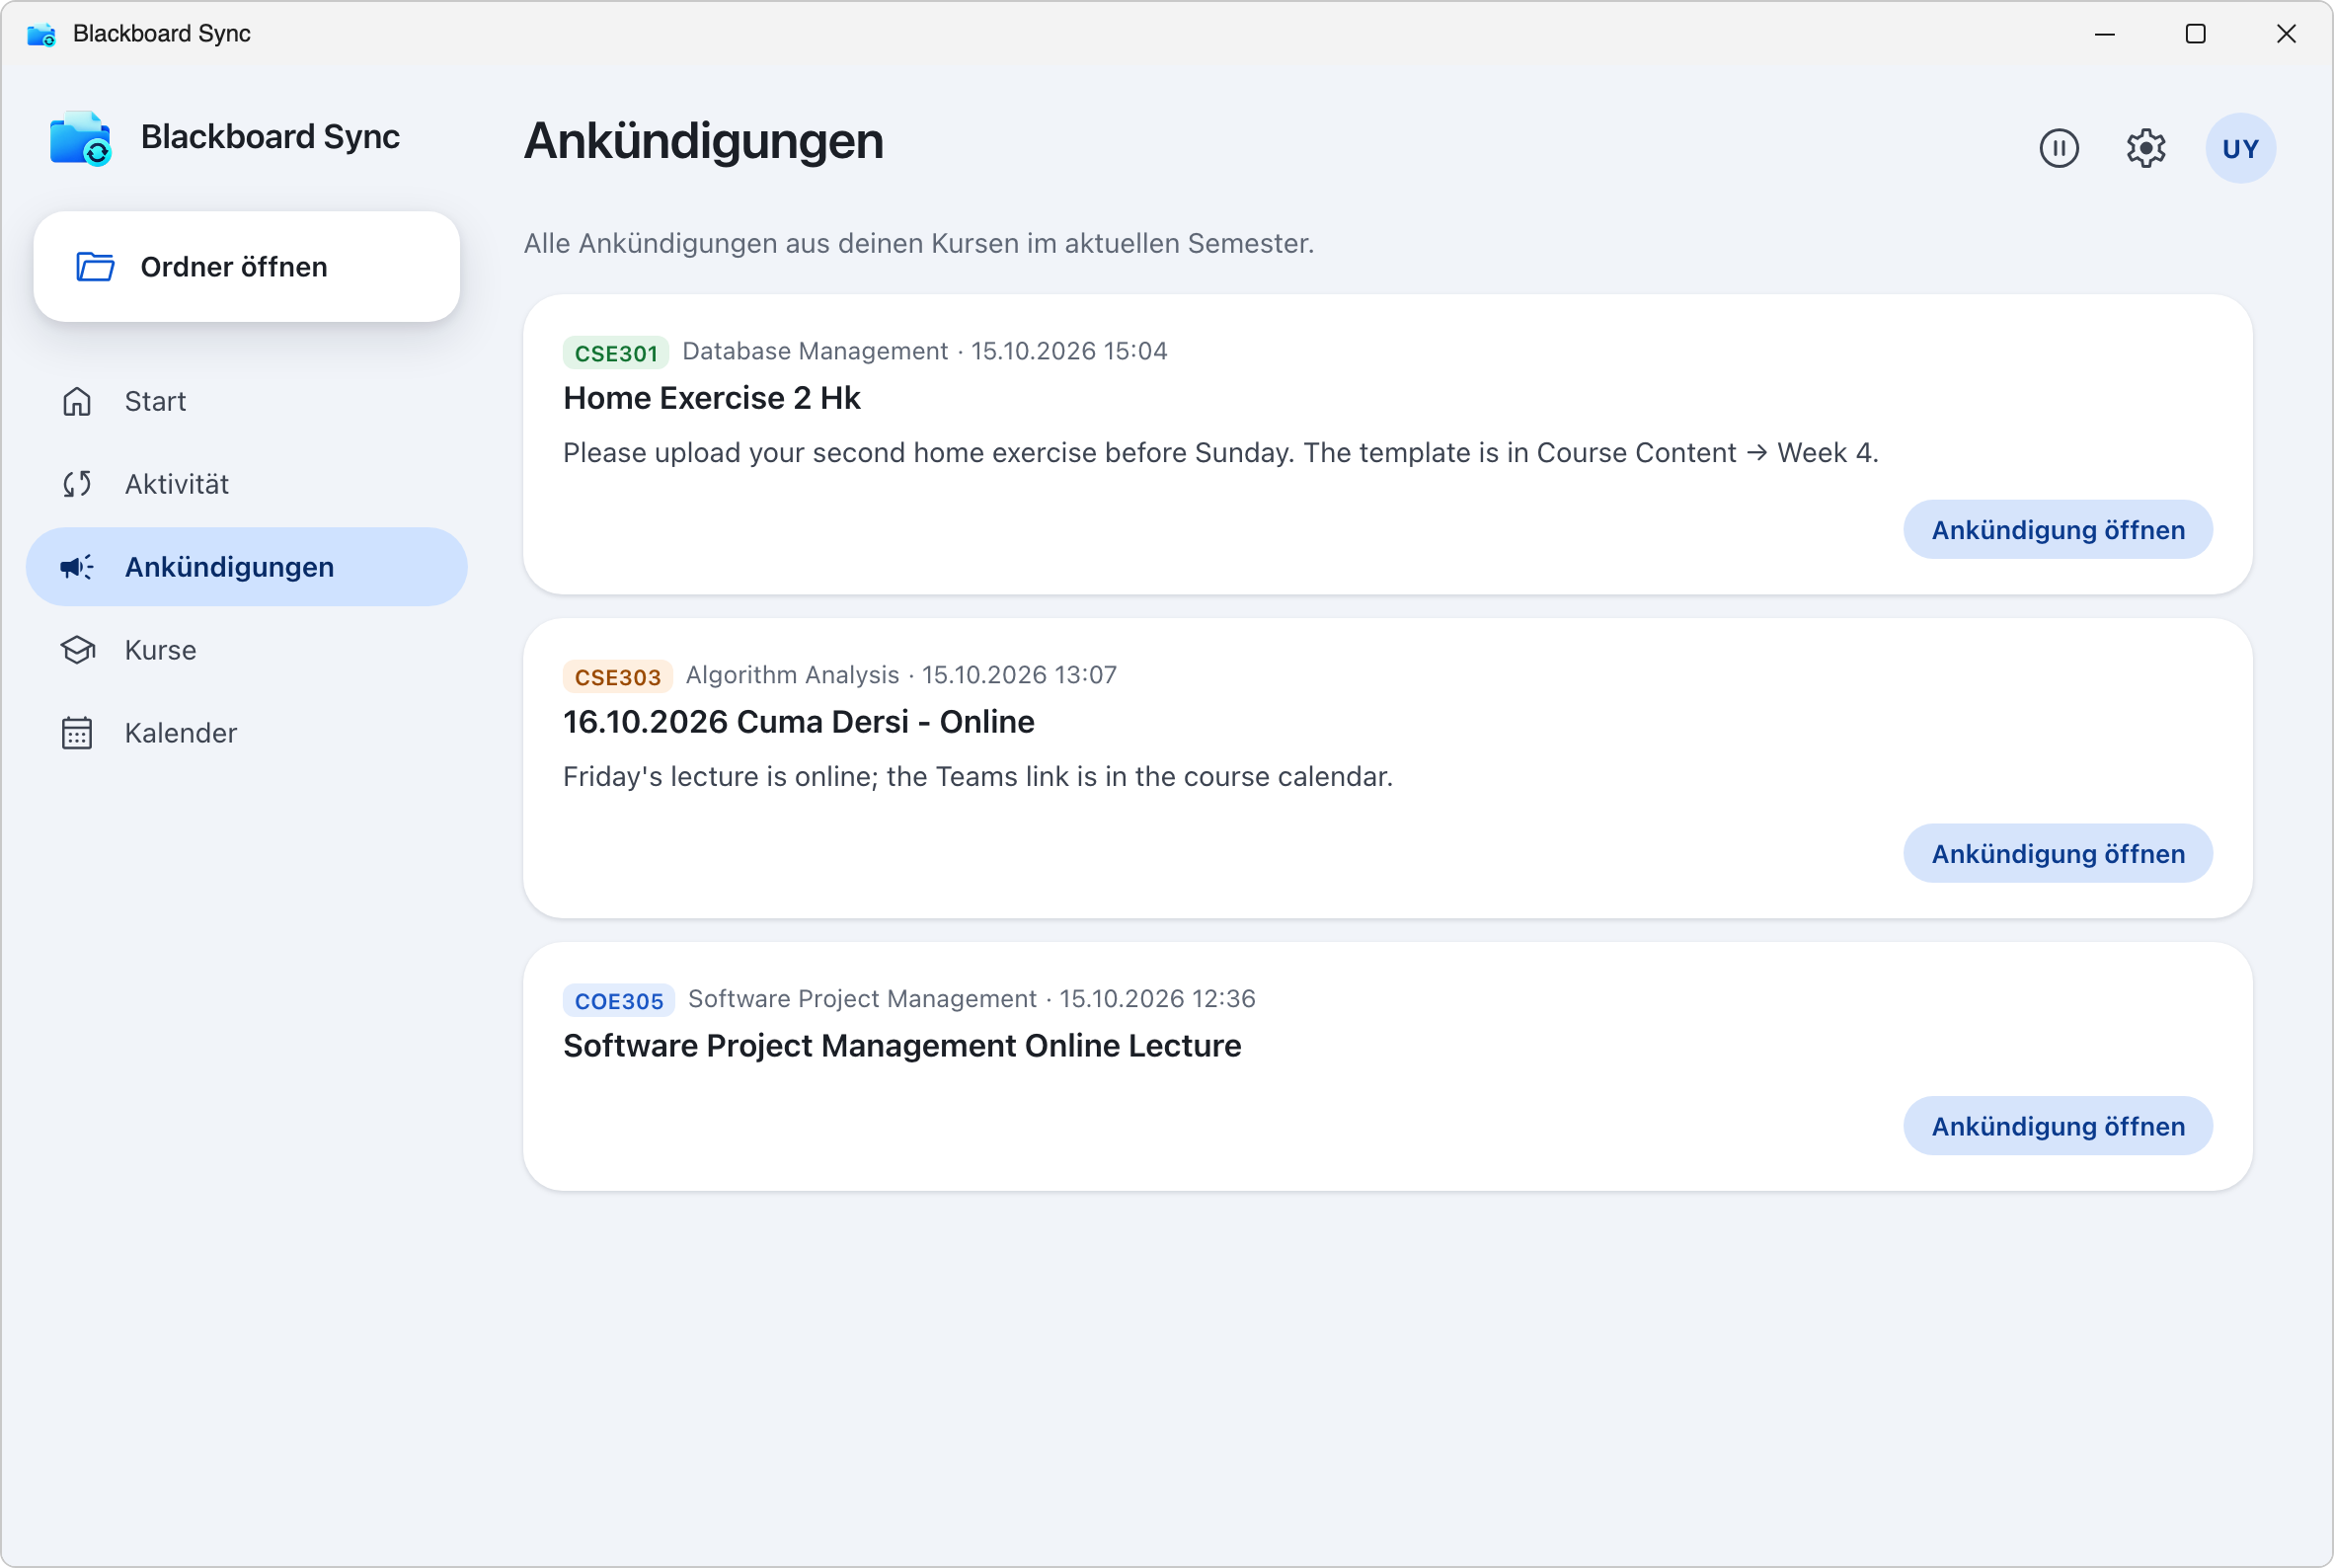 Blackboard Sync
Blackboard Sync
Ordner öffnen
Start
Aktivität
Ankündigungen
Kurse
Kalender
Ankündigungen
UY
Alle Ankündigungen aus deinen Kursen im aktuellen Semester.
CSE301 Database Management · 15.10.2026 15:04
Home Exercise 2 Hk
Please upload your second home exercise before Sunday. The template is in Course Content → Week 4.
Ankündigung öffnen
CSE303 Algorithm Analysis · 15.10.2026 13:07
16.10.2026 Cuma Dersi - Online
Friday's lecture is online; the Teams link is in the course calendar.
Ankündigung öffnen
COE305 Software Project Management · 15.10.2026 12:36
Software Project Management Online Lecture
Ankündigung öffnen